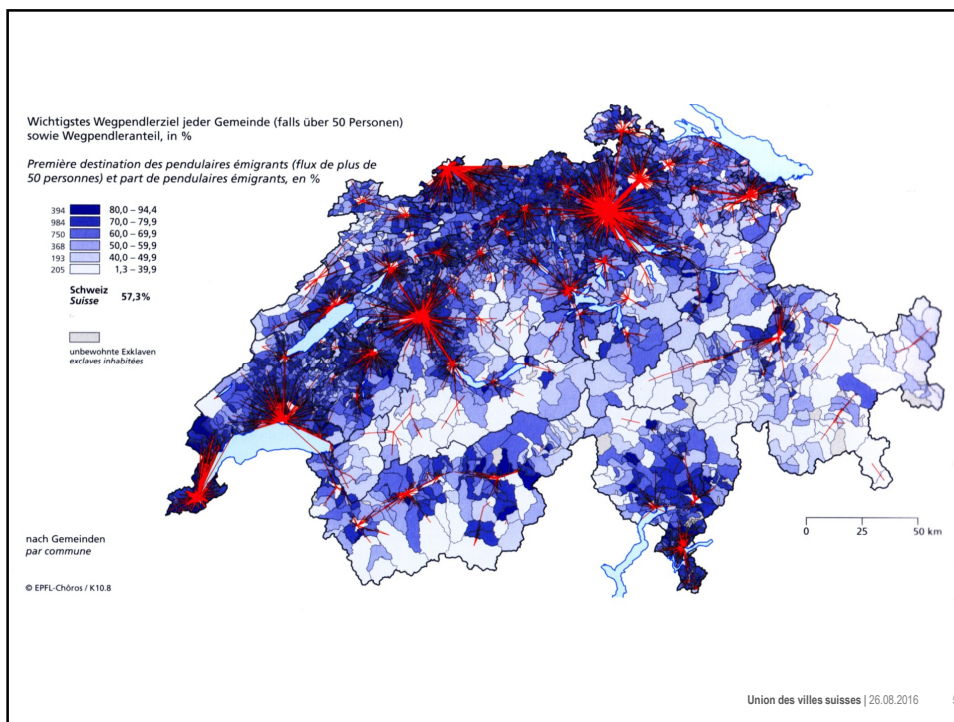 Wichtigstes Wegpendlerziel jeder Gemeinde (falls über 50 Personen)
sowie Wegpendleranteil, in %
Première destination des pendulaires émigrants (flux de plus de
50 personnes) et part de pendulaires émigrants, en %
394 80,0 – 94,4
984 70,0 – 79,9
750 60,0 – 69,9
368 50,0 – 59,9
193 40,0 – 49,9
205 1,3 – 39,9
Schweiz
Suisse 57,3%
unbewohnte Exklaven
exclaves inhabitées
0 25 50 km
nach Gemeinden
par commune
© EPFL-Chôros / K10.8
Union des villes suisses | 26.08.2016